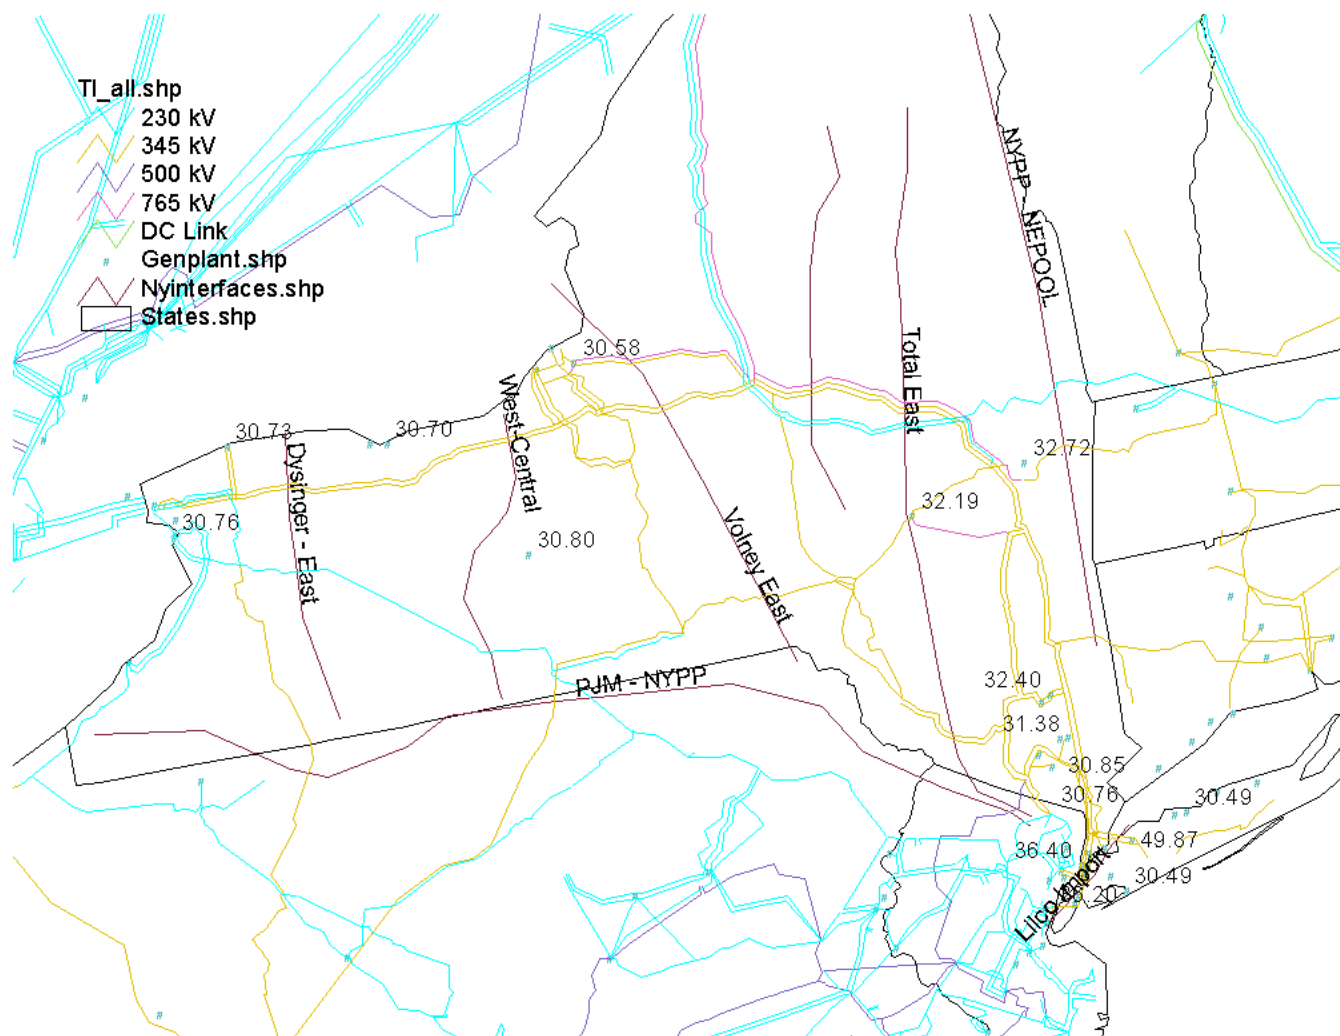 Tl_all.shp
230 kV
345 kV
500 kV
765 kV
DC Link
Genplant.shp
Nyinterfaces.shp
States.shp
NYPP - NEPOOL
30.58
Total East
West-Central
30.73
30.70
Dysinger - East
32.72
32.19
30.76
30.80
Volney East
PJM - NYPP
32.40
31.38
30.85
30.76
30.49
49.87
36.40
30.49
Lilco Import